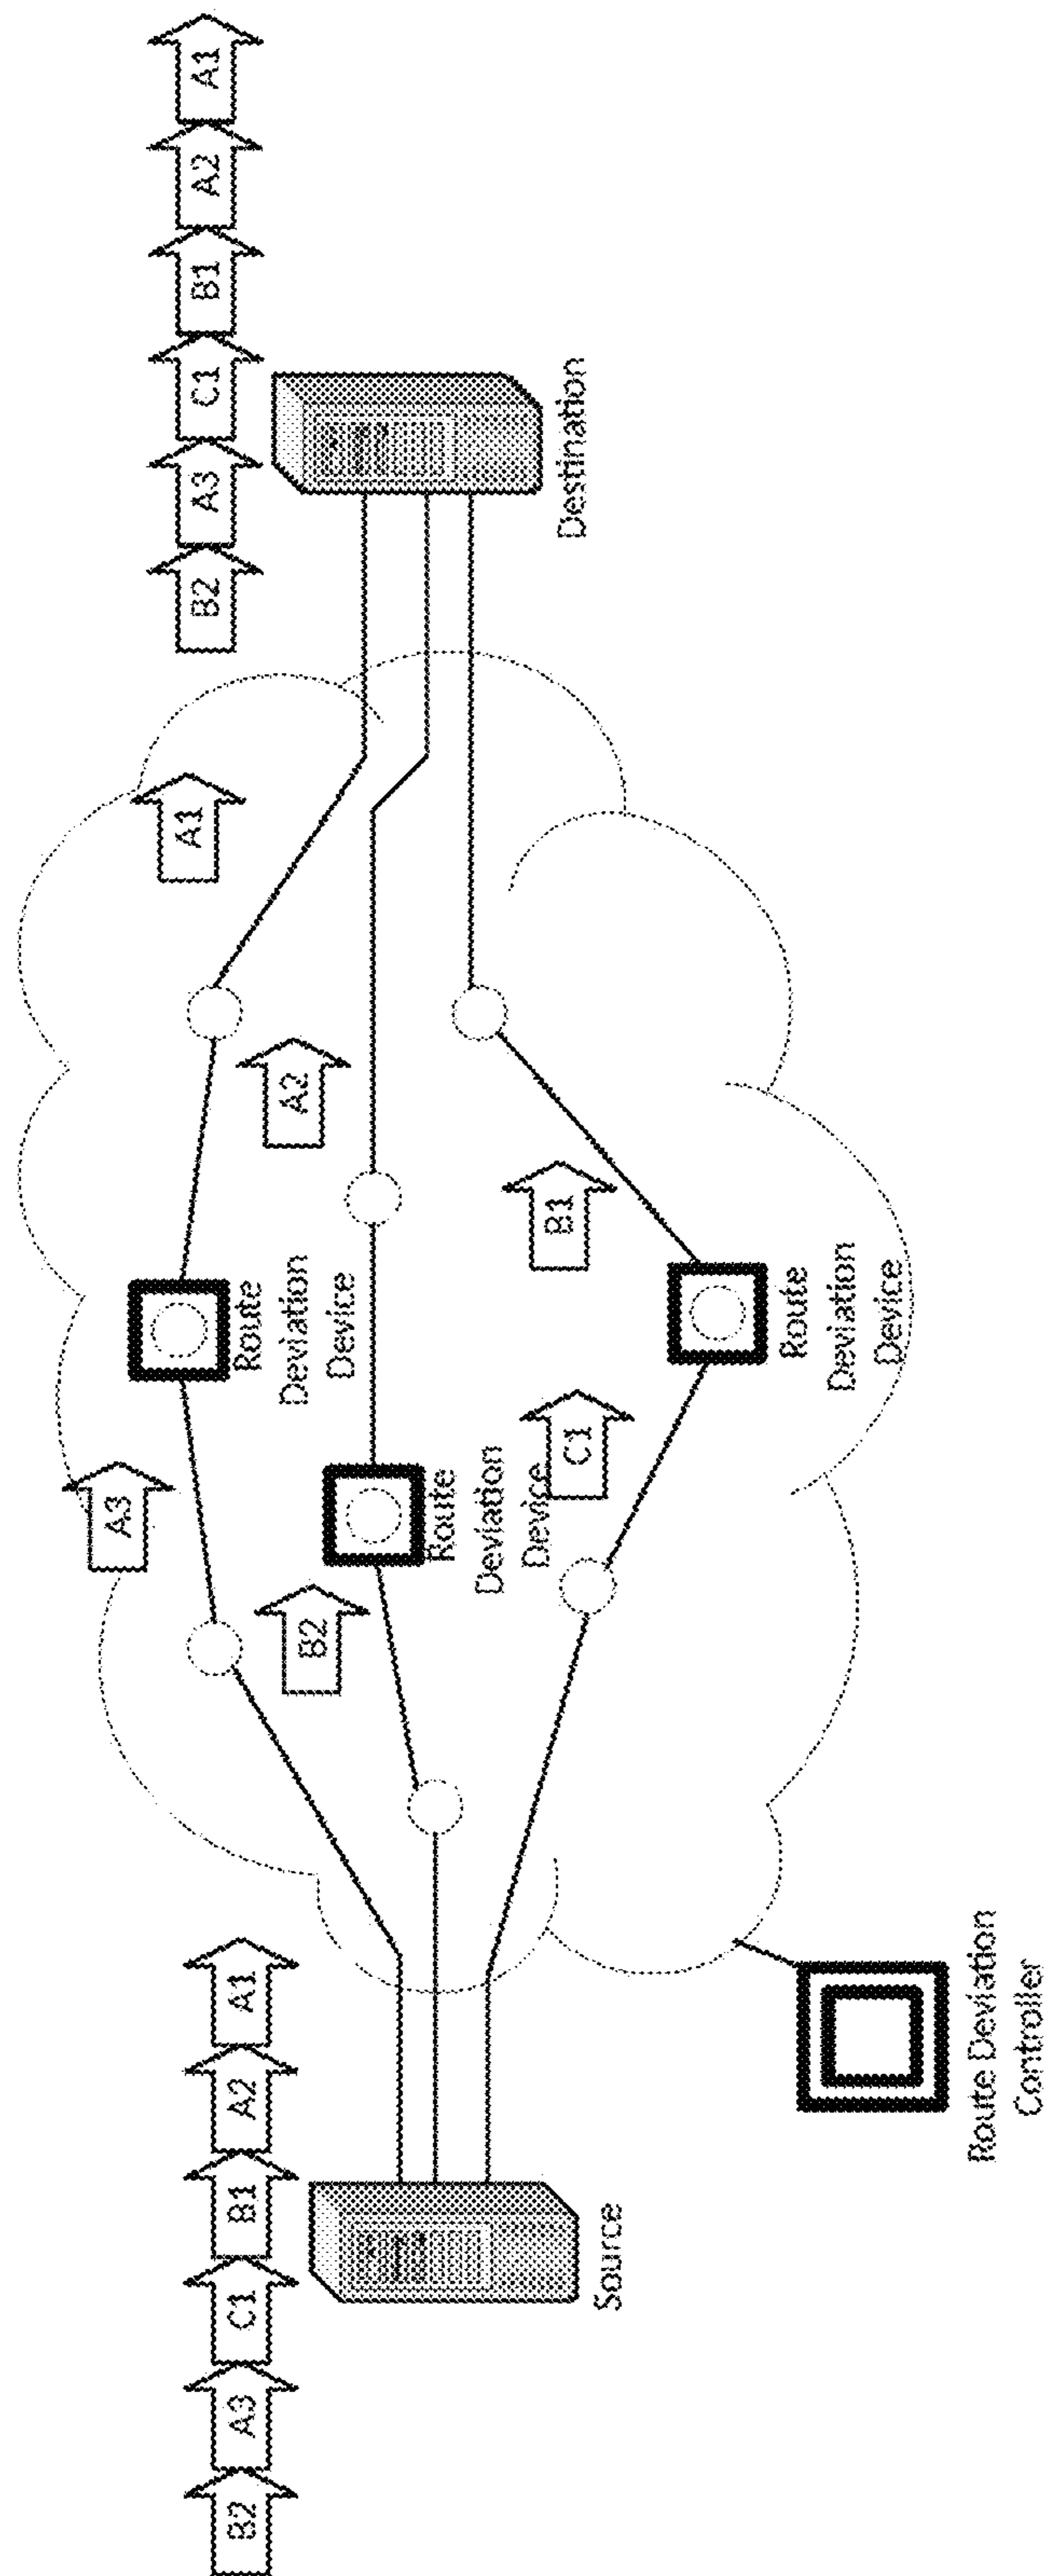 B2 A3 C1 B1 A2 A1
B2 A3 C1 B1 A2 A1
A3
A1
Route
Deviation
Device
A2
B2
Route
Deviation
Device
B1
C1
Source
Destination
Route
Deviation
Device
Route Deviation
Controller